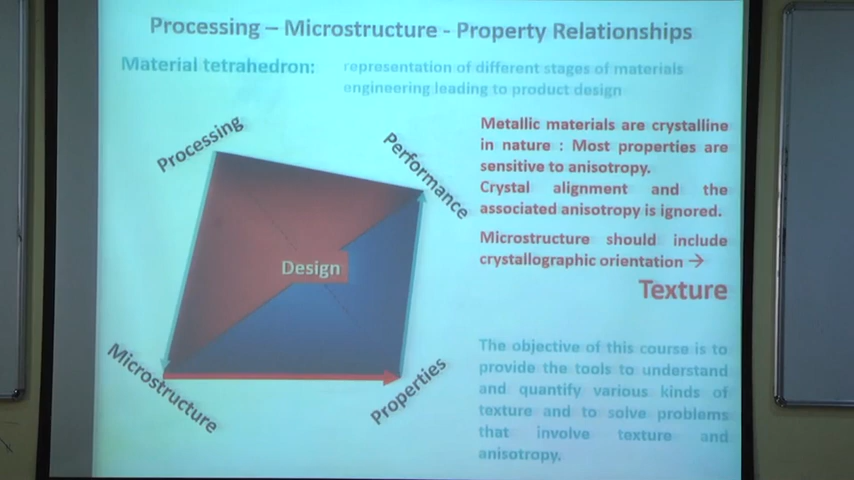 Processing – Microstructure - Property Relationships
Material tetrahedron:
representation of different stages of materials
engineering leading to product design
Processing
Performance
Design
Microstructure
Properties
Metallic materials are crystalline
in nature : Most properties are
sensitive to anisotropy.
Crystal alignment and the
associated anisotropy is ignored.
Microstructure should include
crystallographic orientation →
Texture
The objective of this course is to
provide the tools to understand
and quantify various kinds of
texture and to solve problems
that involve texture and
anisotropy.